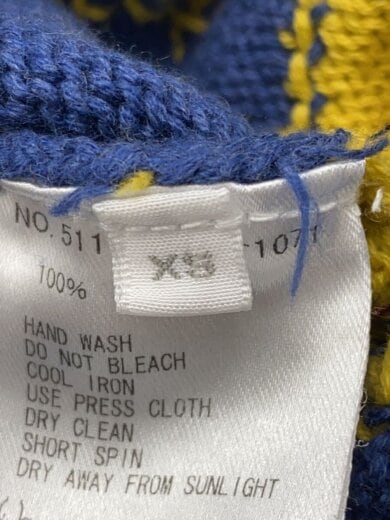 NO.511 -1071
XS
100%
HAND WASH
DO NOT BLEACH
COOL IRON
USE PRESS CLOTH
DRY CLEAN
SHORT SPIN
DRY AWAY FROM SUNLIGHT